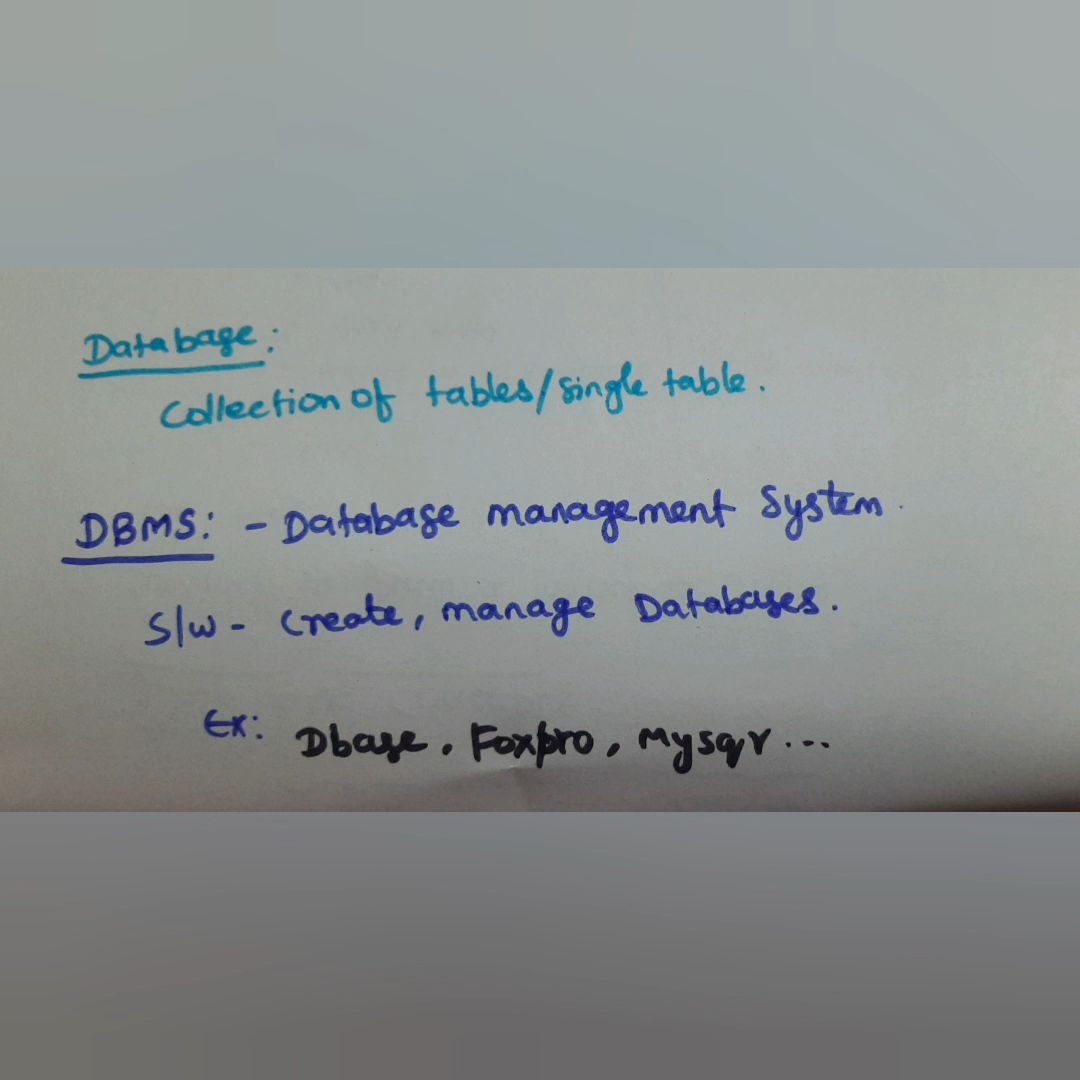 Database:
Collection of tables/single table.
DBMS: - Database management System.
S/w - Create, manage Databases.
Ex: Dbase, Foxpro, Mysqr...